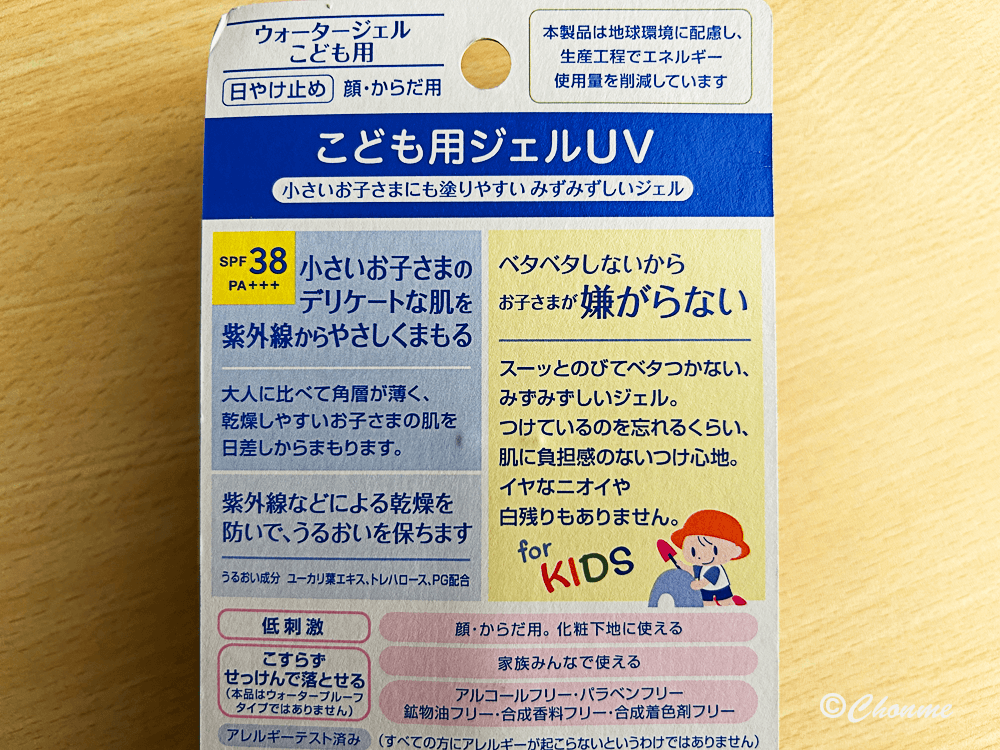 ウォータージェル
こども用
日やけ止め 顔・からだ用
本製品は地球環境に配慮し、
生産工程でエネルギー
使用量を削減しています
こども用ジェルUV
小さいお子さまにも塗りやすい みずみずしいジェル
SPF38
PA+++
小さいお子さまの
デリケートな肌を
紫外線からやさしくまもる
大人に比べて角層が薄く、
乾燥しやすいお子さまの肌を
日差しからまもります。
紫外線などによる乾燥を
防いで、うるおいを保ちます
うるおい成分 ユーカリ葉エキス、トレハロース、PG配合
ベタベタしないから
お子さまが嫌がらない
スーッとのびてベタつかない、
みずみずしいジェル。
つけているのを忘れるくらい、
肌に負担感のないつけ心地。
イヤなニオイや
白残りもありません。
for
KIDS
低刺激
顔・からだ用。化粧下地に使える
こすらず
せっけんで落とせる
(本品はウォータープルーフ
タイプではありません)
家族みんなで使える
アルコールフリー・パラベンフリー
鉱物油フリー・合成香料フリー・合成着色剤フリー
アレルギーテスト済み (すべての方にアレルギーが起こらないというわけではありません)
©Chonme